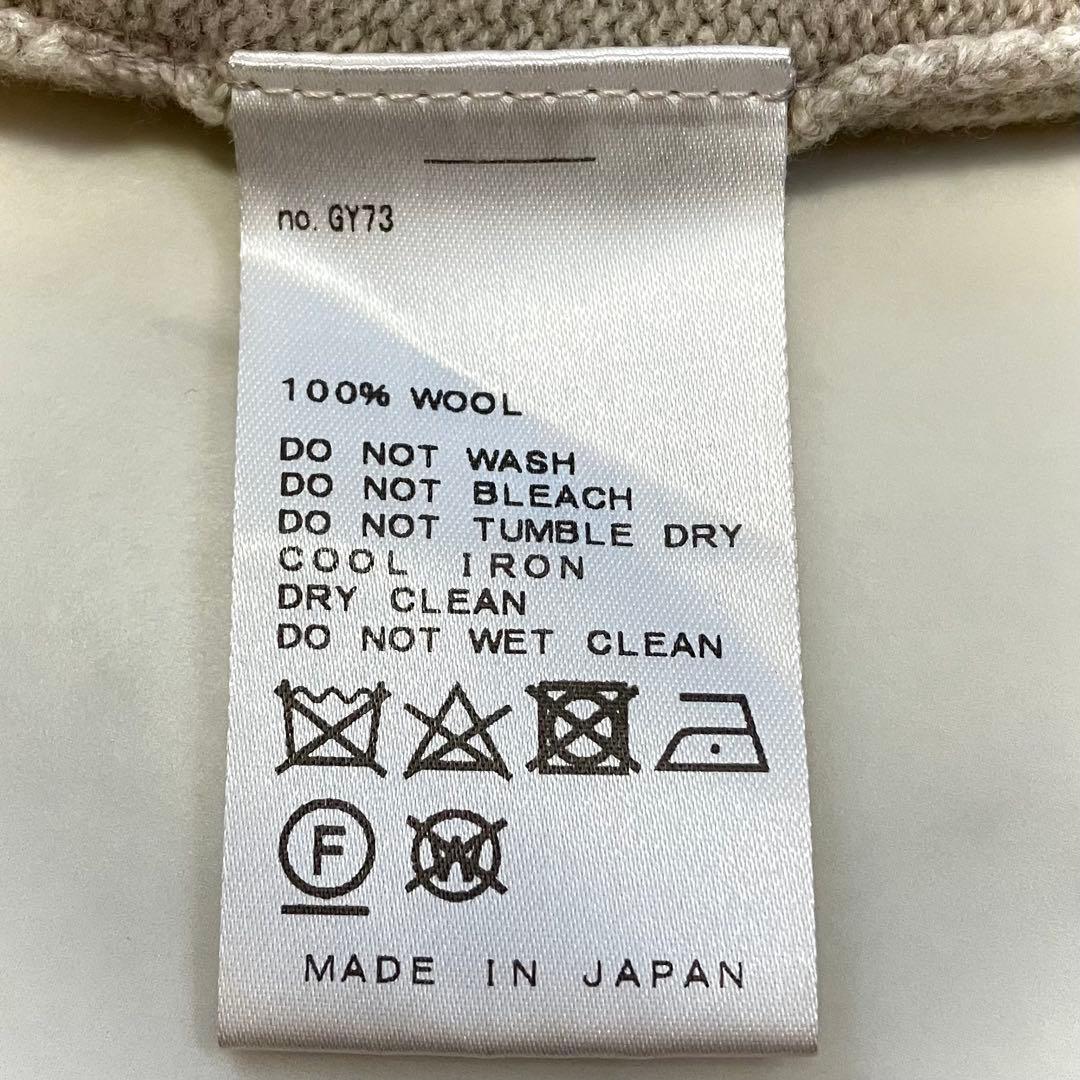 no. GY73
100% WOOL
DO NOT WASH
DO NOT BLEACH
DO NOT TUMBLE DRY
COOL IRON
DRY CLEAN
DO NOT WET CLEAN
F W
MADE IN JAPAN